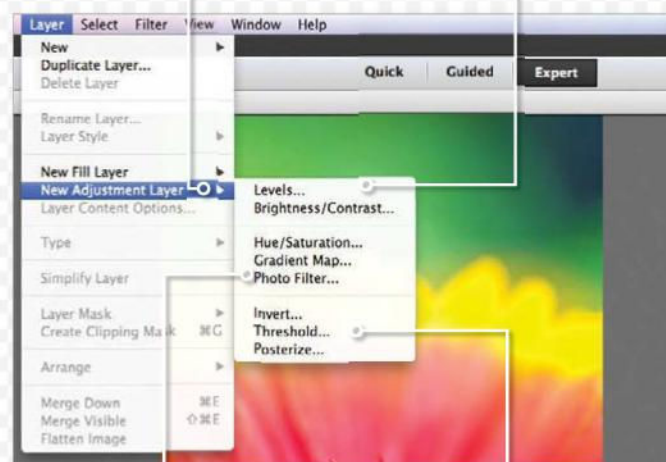 Layer Select Filter View Window Help
Quick Guided Expert
New
Duplicate Layer...
Delete Layer
Rename Layer...
Layer Style
New Fill Layer
New Adjustment Layer
Layer Content Options...
Type
Simplify Layer
Layer Mask
Create Clipping Mask ⌘G
Arrange
Merge Down ⌘E
Merge Visible ⇧⌘E
Flatten Image
Levels...
Brightness/Contrast...
Hue/Saturation...
Gradient Map...
Photo Filter...
Invert...
Threshold...
Posterize...